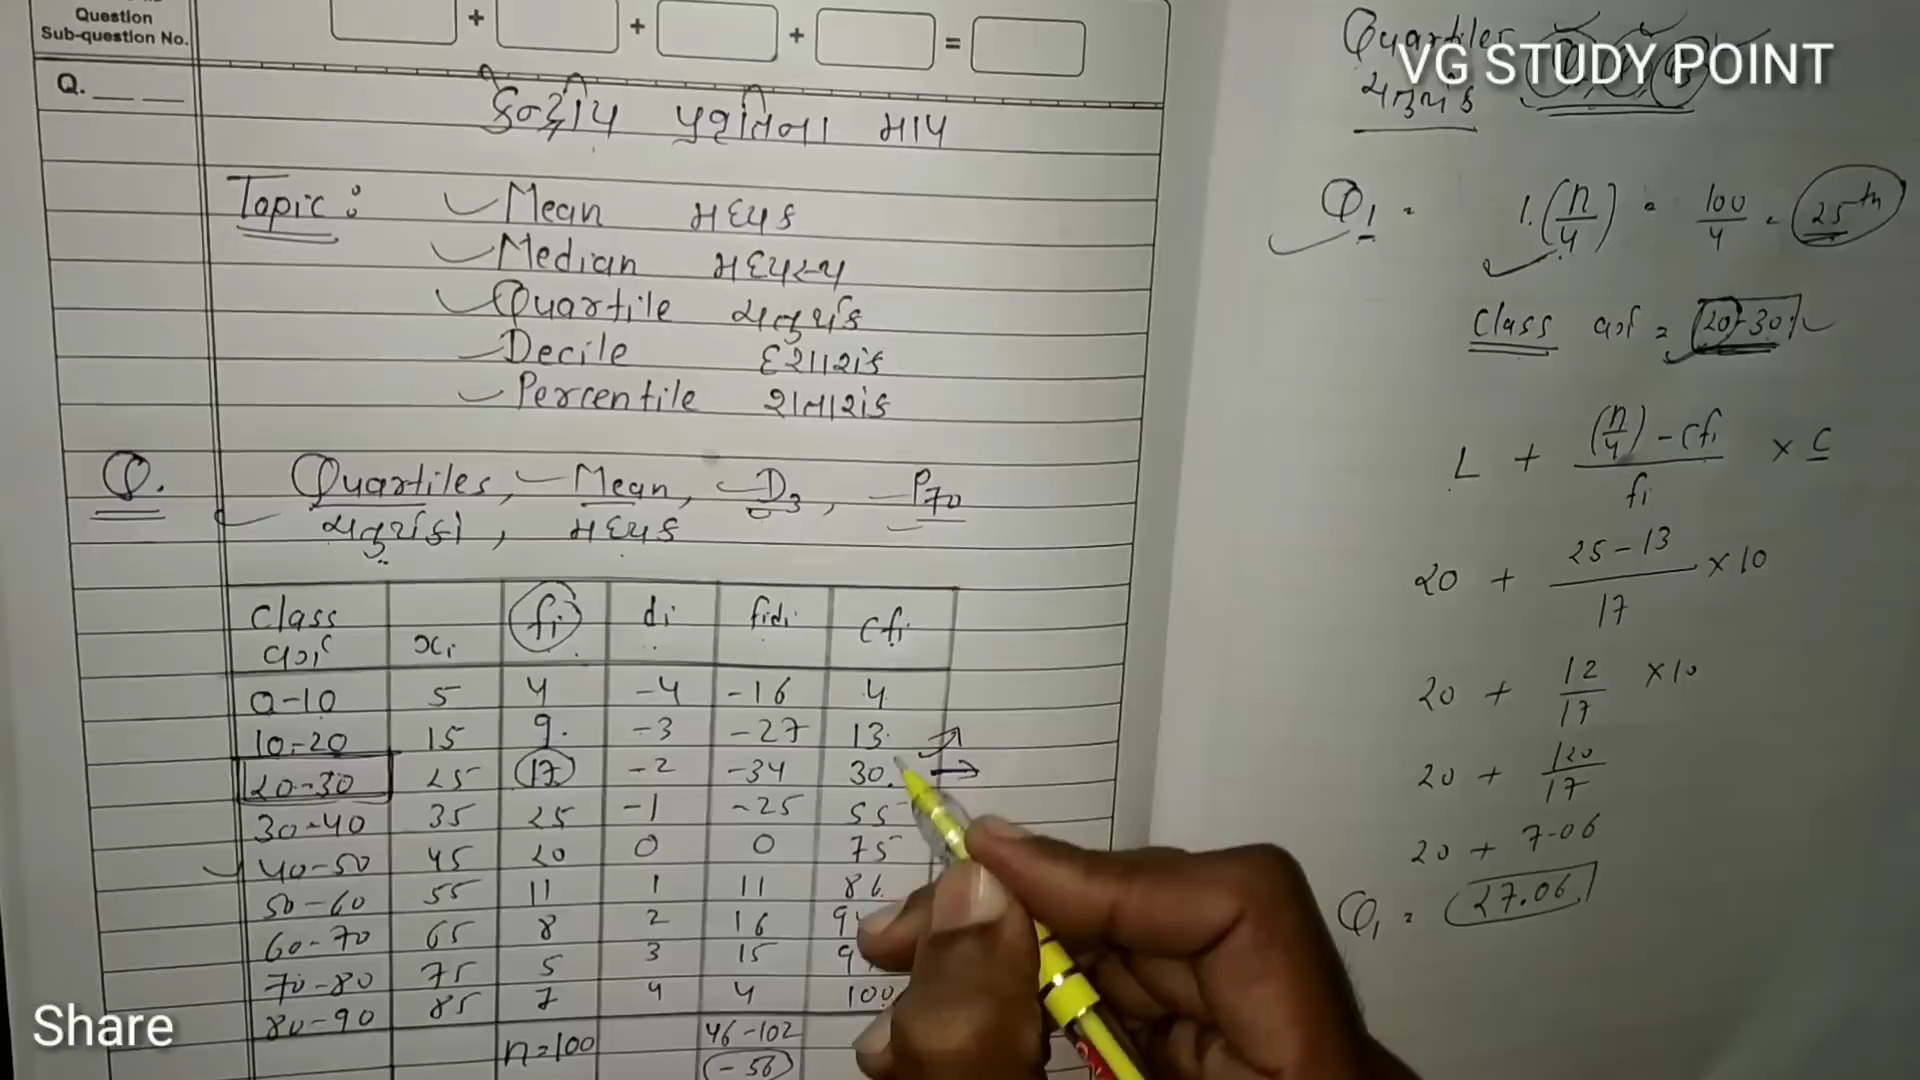 Question
Sub-question No.
+ + + =
Q.
કેન્દ્રીય પ્રવૃત્તિના માપ
Topic : Mean મધ્યક
Median મધ્યસ્થ
Quartile ચતુર્થક
Decile દશાંશક
Percentile શતાંશક
Q. Quartiles, Mean, D3, P70
, મધ્યક
Class વર્ગ xi fi di fidi Cfi
0-10 5 4 -4 -16 4
10-20 15 9. -3 -27 13.
20-30 25 17 -2 -34 30.
30-40 35 25 -1 -25 55
40-50 45 20 0 0 75
50-60 55 11 1 11 86
60-70 65 8 2 16
70-80 75 5 3 15
80-90 85 7 4 4 100
n=100 46-102
-56
Quartiles
VG STUDY POINT
Q1 = 1.(n/4) = 100/4 = 25th
Class વર્ગ = 20-30
L + (n/4) - cfi / fi × C
20 + 25-13 / 17 ×10
20 + 12/17 ×10
20 + 120/17
20 + 7.06
Q1 = 27.06
Share